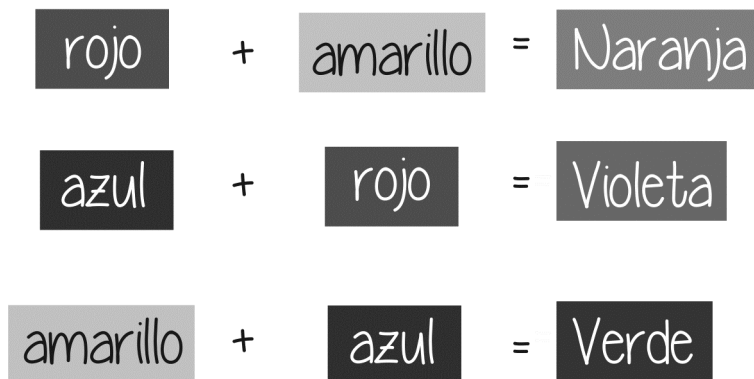 rojo + amarillo = Naranja
azul + rojo = Violeta
amarillo + azul = Verde